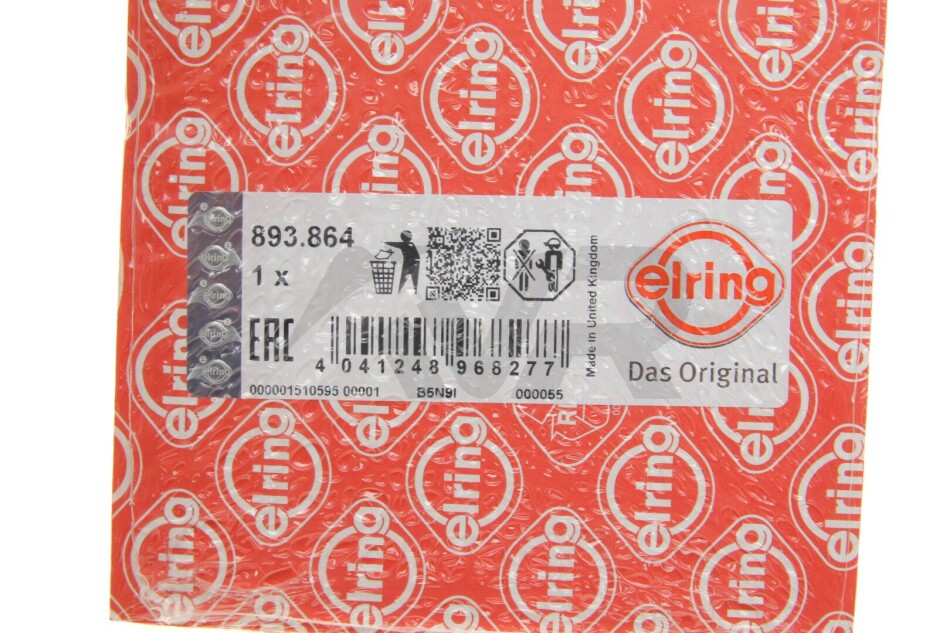 893.864
1 x
EAC
4 041248 968277
000001510595 00001 B5N9I 000055
Made in United Kingdom
elring
Das Original